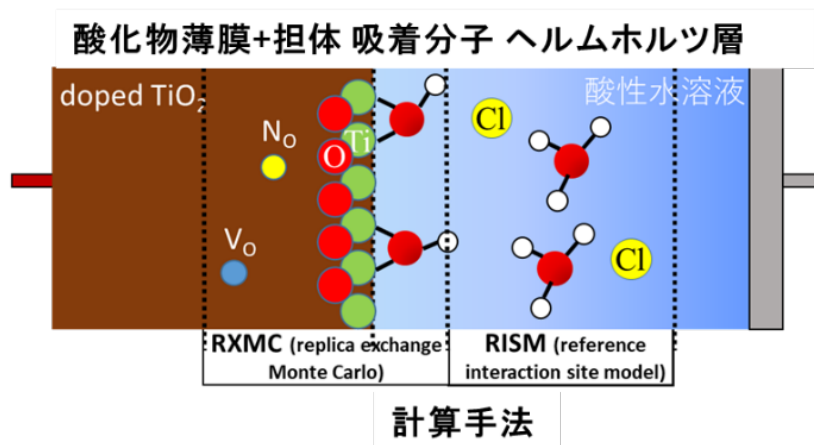 酸化物薄膜+担体 吸着分子 ヘルムホルツ層
doped TiO₂
酸性水溶液
N_O
Cl
Ti
O
V_O
Cl
RXMC (replica exchange
Monte Carlo)
RISM (reference
interaction site model)
計算手法